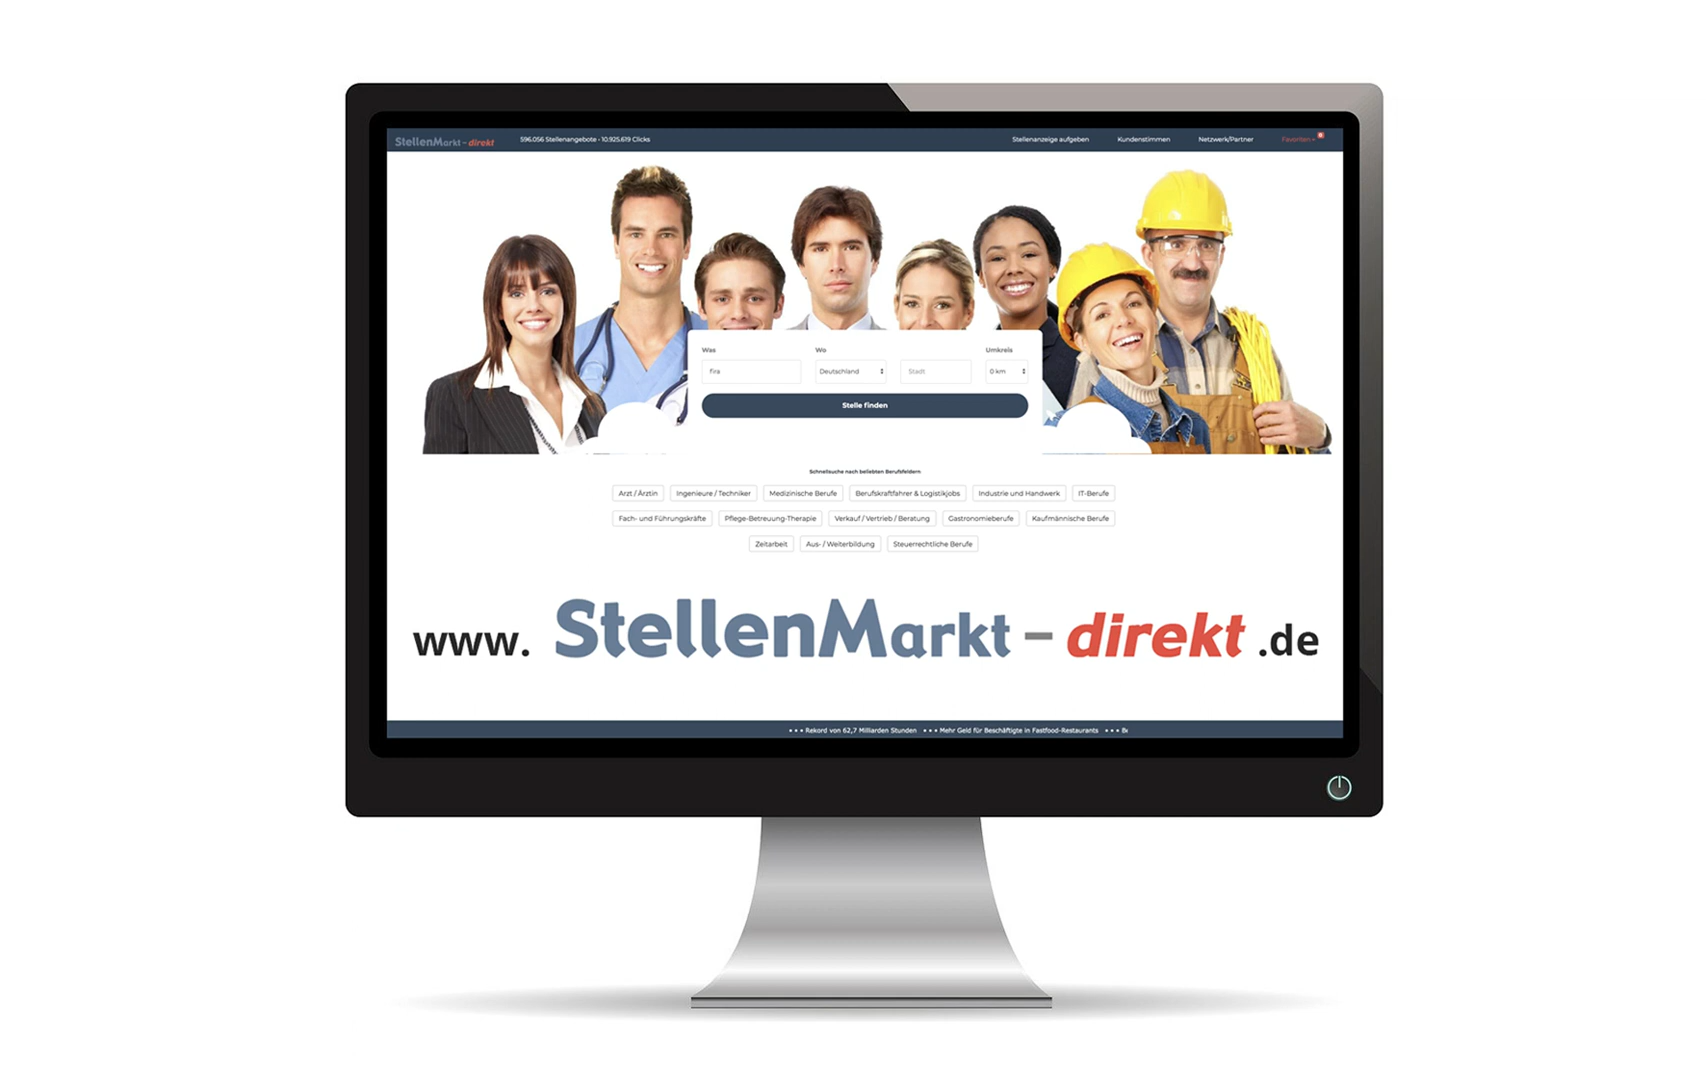 StellenMarkt-direkt 596.056 Stellenangebote • 10.925.619 Clicks Stellenanzeige aufgeben Kundenstimmen Netzwerk/Partner Favoriten
Was Wo Umkreis
fira Deutschland Stadt 0 km
Stelle finden
Schnellsuche nach beliebten Berufsfeldern
Arzt / Ärztin Ingenieure / Techniker Medizinische Berufe Berufskraftfahrer & Logistikjobs Industrie und Handwerk IT-Berufe
Fach- und Führungskräfte Pflege-Betreuung-Therapie Verkauf / Vertrieb / Beratung Gastronomieberufe Kaufmännische Berufe
Zeitarbeit Aus- / Weiterbildung Steuerrechtliche Berufe
www. StellenMarkt-direkt .de
• • • Rekord von 62,7 Milliarden Stunden • • • Mehr Geld für Beschäftigte in Fastfood-Restaurants • • • Be